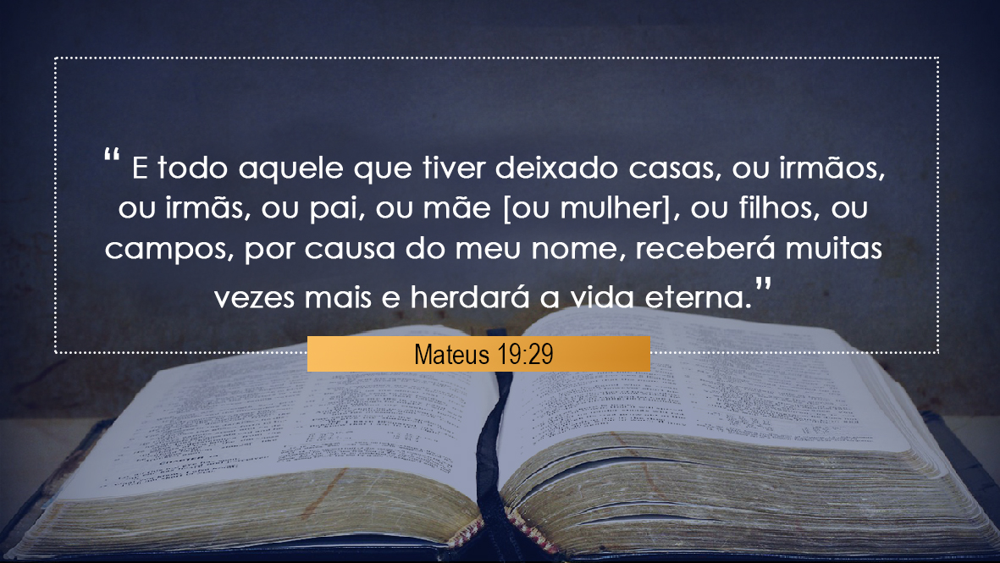 “ E todo aquele que tiver deixado casas, ou irmãos,
ou irmãs, ou pai, ou mãe [ou mulher], ou filhos, ou
campos, por causa do meu nome, receberá muitas
vezes mais e herdará a vida eterna.”
Mateus 19:29